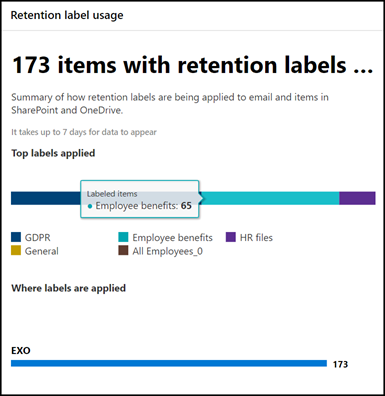 Retention label usage
173 items with retention labels ...
Summary of how retention labels are being applied to email and items in
SharePoint and OneDrive.
It takes up to 7 days for data to appear
Top labels applied
Labeled items
Employee benefits: 65
GDPR
Employee benefits
HR files
General
All Employees_0
Where labels are applied
EXO
173